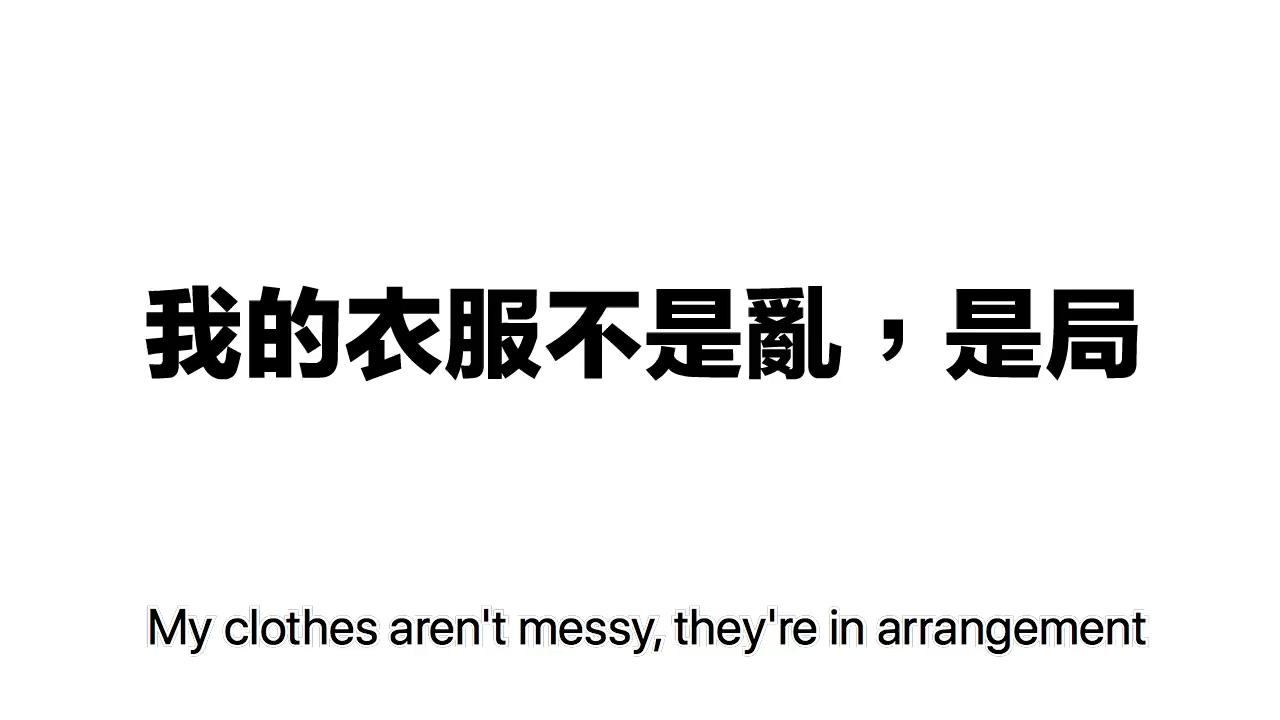 我的衣服不是亂，是局
My clothes aren't messy, they're in arrangement